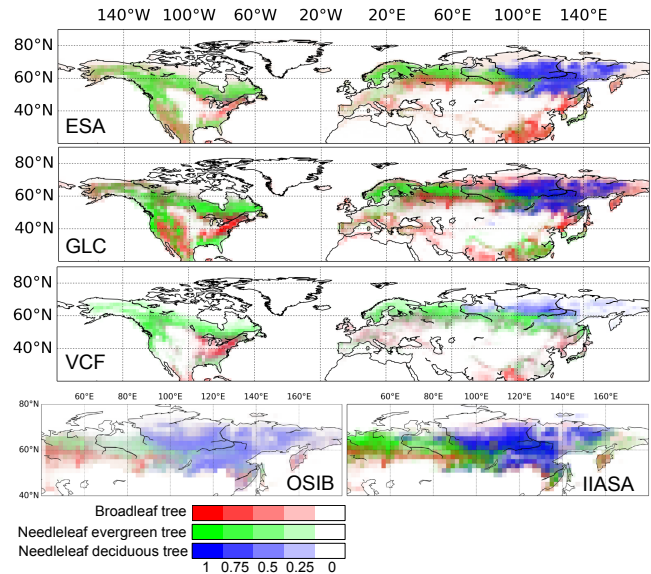 140°W 100°W 60°W 20°W 20°E 60°E 100°E 140°E
80°N
60°N
40°N
ESA
80°N
60°N
40°N
GLC
80°N
60°N
40°N
VCF
60°E 80°E 100°E 120°E 140°E 160°E 60°E 80°E 100°E 120°E 140°E 160°E
80°N
60°N
40°N
OSIB IIASA
Broadleaf tree
Needleleaf evergreen tree
Needleleaf deciduous tree
1 0.75 0.5 0.25 0